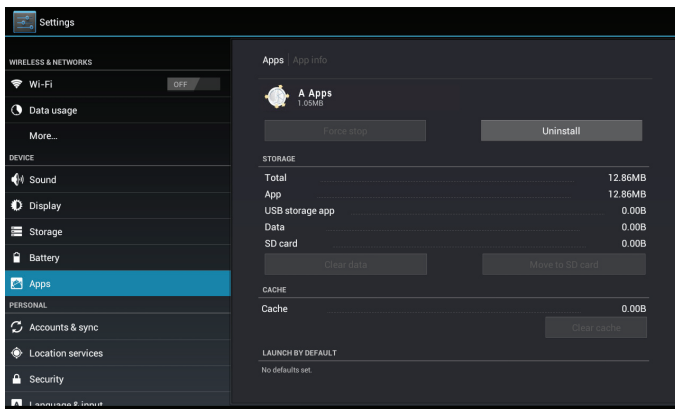 Settings
WIRELESS & NETWORKS
Wi-Fi OFF
Data usage
More...
DEVICE
Sound
Display
Storage
Battery
Apps
PERSONAL
Accounts & sync
Location services
Security
Language & input
Apps App info
A Apps
1.05MB
Force stop Uninstall
STORAGE
Total 12.86MB
App 12.86MB
USB storage app 0.00B
Data 0.00B
SD card 0.00B
Clear data Move to SD card
CACHE
Cache 0.00B
Clear cache
LAUNCH BY DEFAULT
No defaults set.